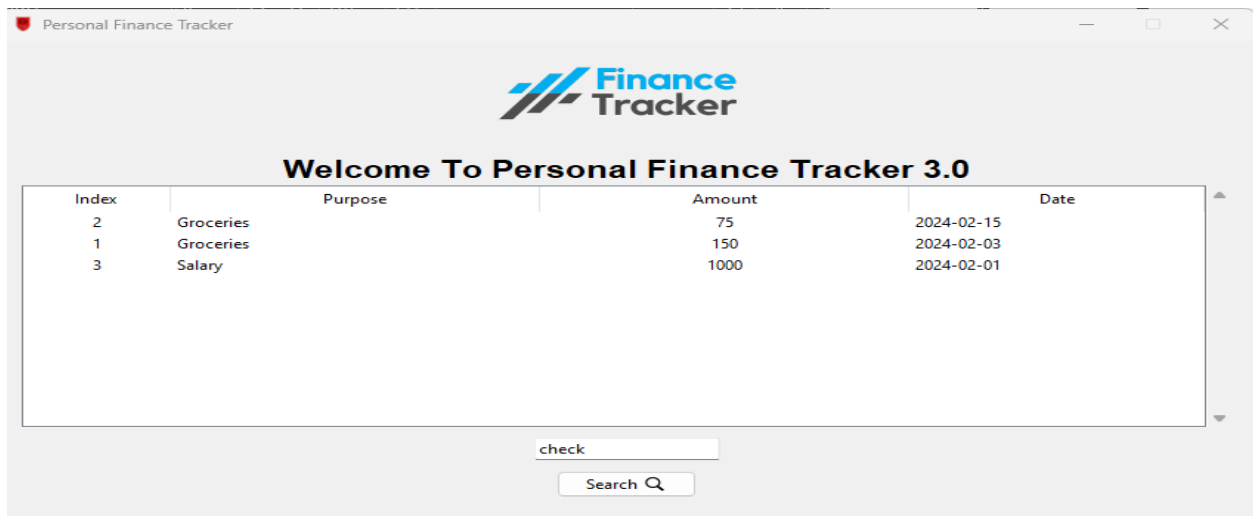 Personal Finance Tracker
Finance
Tracker
Welcome To Personal Finance Tracker 3.0
Index Purpose Amount Date
2 Groceries 75 2024-02-15
1 Groceries 150 2024-02-03
3 Salary 1000 2024-02-01
check
Search